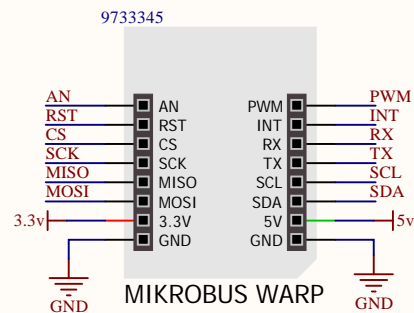 9733345
AN AN PWM PWM
RST RST INT INT
CS CS RX RX
SCK SCK TX TX
MISO MISO SCL SCL
MOSI MOSI SDA SDA
3.3v 3.3V 5V 5v
GND GND
GND GND
MIKROBUS WARP